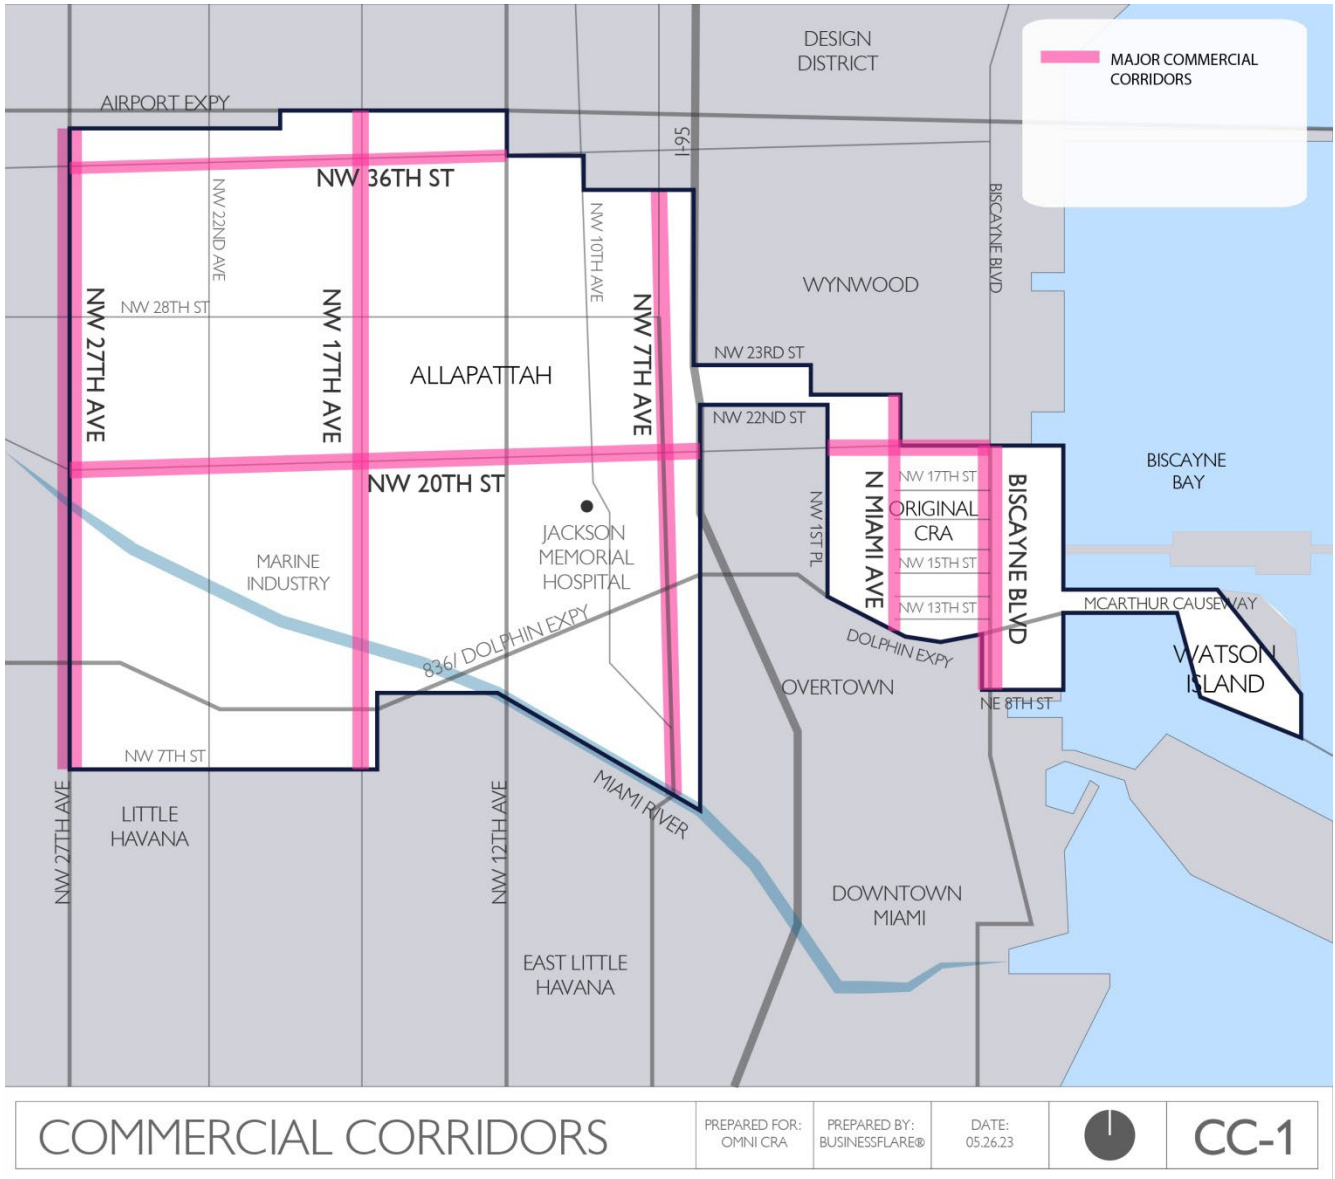 DESIGN
DISTRICT
MAJOR COMMERCIAL
CORRIDORS
AIRPORT EXPY
I-95
NW 36TH ST
NW 22ND AVE
NW 10TH AVE
BISCAYNE BLVD
WYNWOOD
NW 28TH ST
NW 27TH AVE
NW 17TH AVE
NW 7TH AVE
ALLAPATTAH
NW 23RD ST
NW 22ND ST
BISCAYNE
BAY
NW 20TH ST
NW 17TH ST
N MIAMI AVE
ORIGINAL
CRA
BISCAYNE BLVD
NW 1ST PL
JACKSON
MEMORIAL
HOSPITAL
MARINE
INDUSTRY
NW 15TH ST
NW 13TH ST
MCARTHUR CAUSEWAY
836/ DOLPHIN EXPY
DOLPHIN EXPY
WATSON
ISLAND
OVERTOWN
NE 8TH ST
NW 7TH ST
MIAMI RIVER
NW 27TH AVE
LITTLE
HAVANA
NW 12TH AVE
DOWNTOWN
MIAMI
EAST LITTLE
HAVANA
COMMERCIAL CORRIDORS
PREPARED FOR:
OMNI CRA
PREPARED BY:
BUSINESSFLARE®
DATE:
05.26.23
CC-1